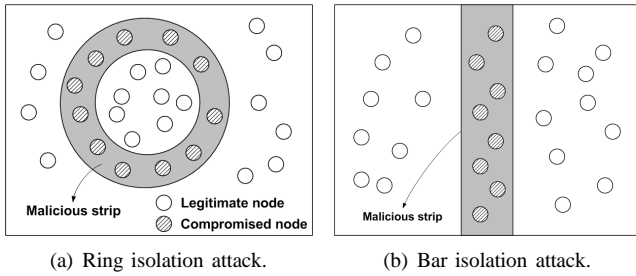 Malicious strip
Legitimate node
Compromised node
Malicious strip
(a) Ring isolation attack.
(b) Bar isolation attack.